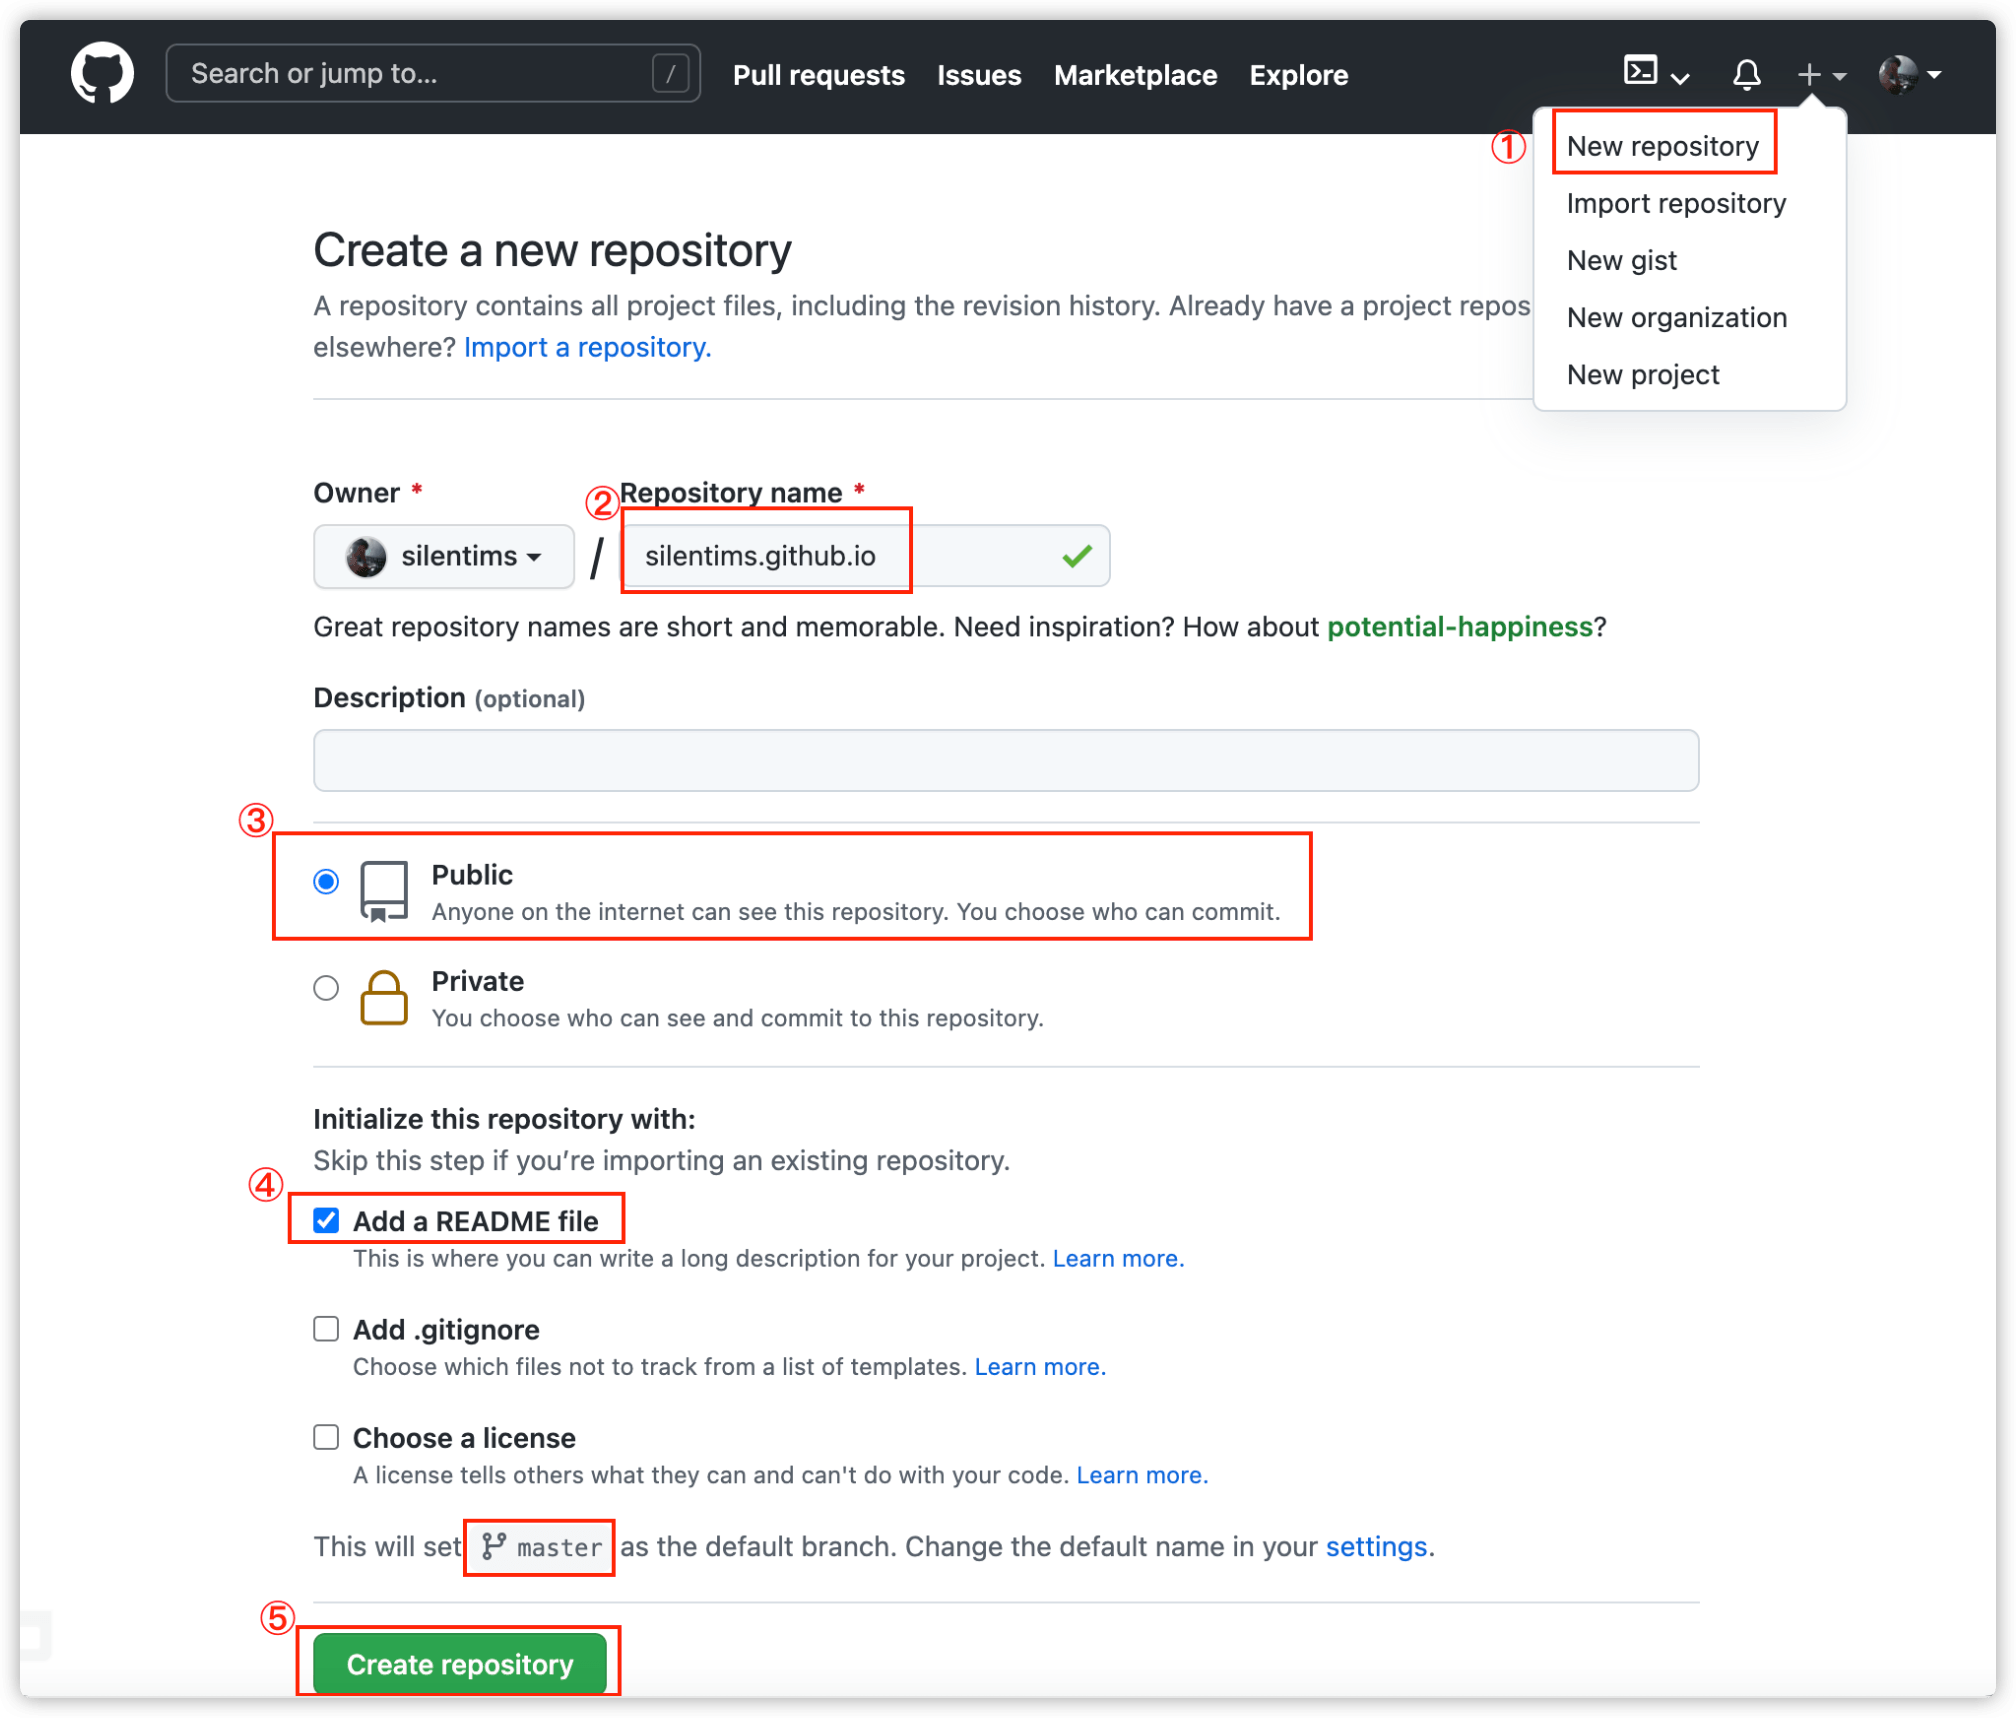 Search or jump to... /
Pull requests Issues Marketplace Explore
① New repository
Import repository
New gist
New organization
New project
Create a new repository
A repository contains all project files, including the revision history. Already have a project repos
elsewhere? Import a repository.
Owner *
② Repository name *
silentims / silentims.github.io
Great repository names are short and memorable. Need inspiration? How about potential-happiness?
Description (optional)
③
Public
Anyone on the internet can see this repository. You choose who can commit.
Private
You choose who can see and commit to this repository.
Initialize this repository with:
Skip this step if you’re importing an existing repository.
④
Add a README file
This is where you can write a long description for your project. Learn more.
Add .gitignore
Choose which files not to track from a list of templates. Learn more.
Choose a license
A license tells others what they can and can't do with your code. Learn more.
This will set master as the default branch. Change the default name in your settings.
⑤
Create repository